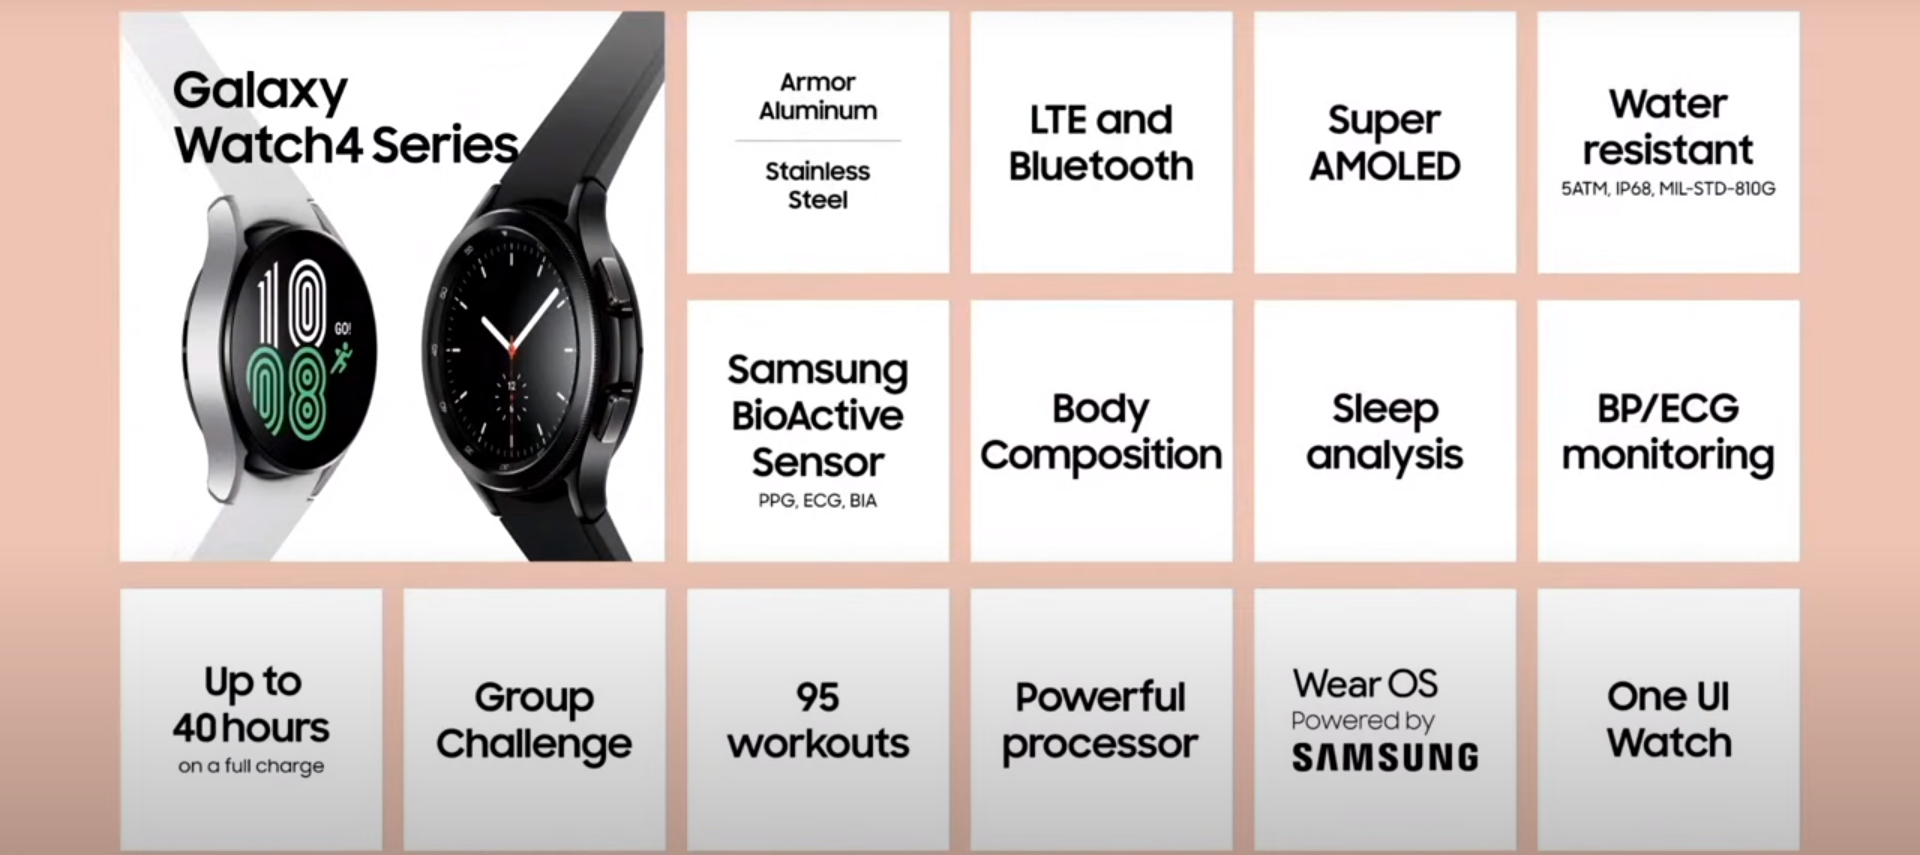 Galaxy
Watch4 Series
10
08
GO!
12
6
Armor
Aluminum
Stainless
Steel
LTE and
Bluetooth
Super
AMOLED
Water
resistant
5ATM, IP68, MIL-STD-810G
Samsung
BioActive
Sensor
PPG, ECG, BIA
Body
Composition
Sleep
analysis
BP/ECG
monitoring
Up to
40 hours
on a full charge
Group
Challenge
95
workouts
Powerful
processor
Wear OS
Powered by
SAMSUNG
One UI
Watch